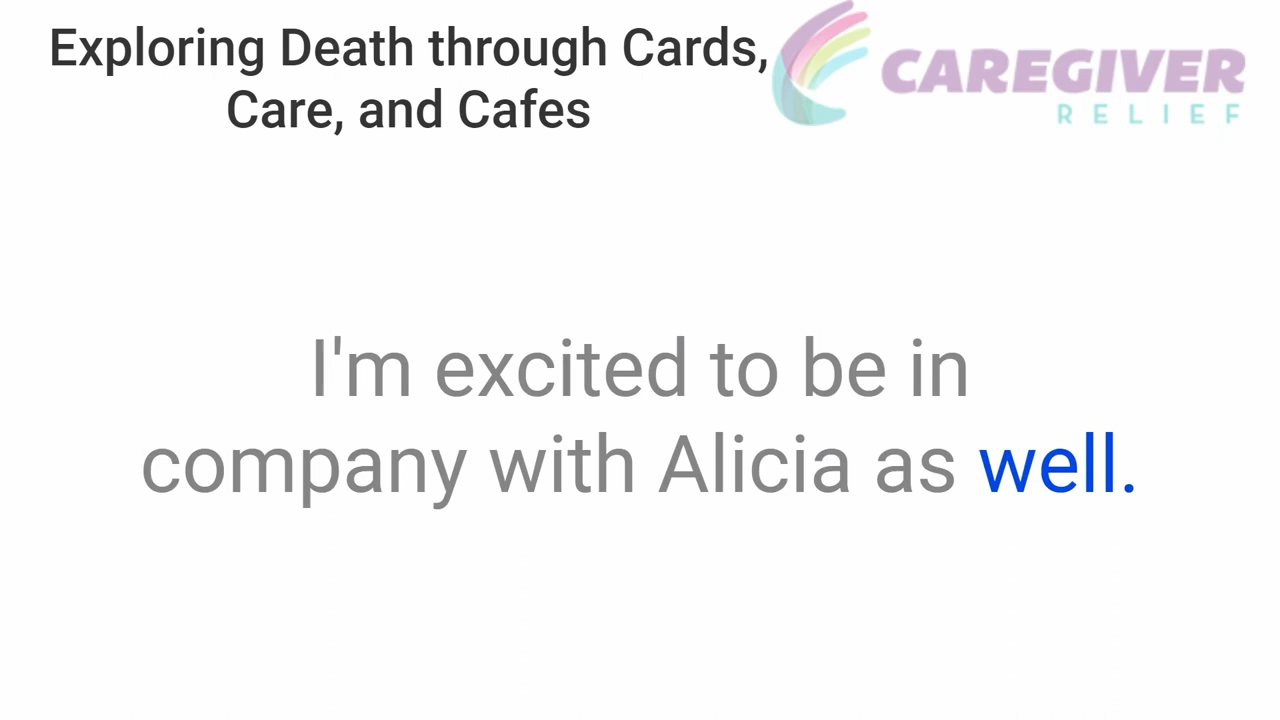 Exploring Death through Cards,
Care, and Cafes
CAREGIVER
RELIEF
I'm excited to be in
company with Alicia as well.